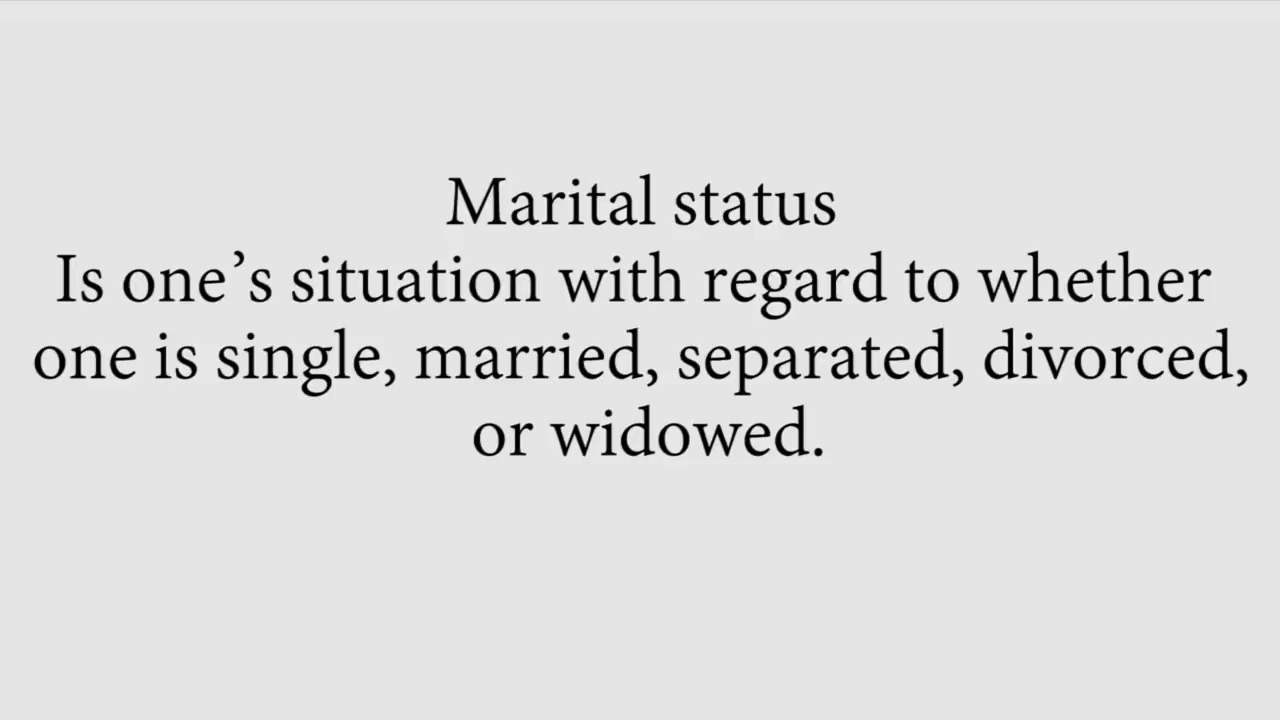 Marital status
Is one’s situation with regard to whether
one is single, married, separated, divorced,
or widowed.